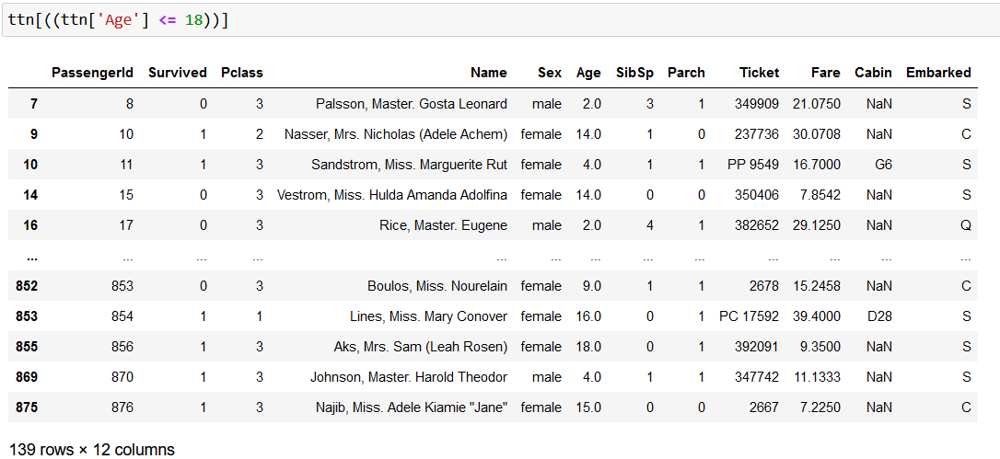 ttn[((ttn['Age'] <= 18))]
PassengerId Survived Pclass Name Sex Age SibSp Parch Ticket Fare Cabin Embarked
7 8 0 3 Palsson, Master. Gosta Leonard male 2.0 3 1 349909 21.0750 NaN S
9 10 1 2 Nasser, Mrs. Nicholas (Adele Achem) female 14.0 1 0 237736 30.0708 NaN C
10 11 1 3 Sandstrom, Miss. Marguerite Rut female 4.0 1 1 PP 9549 16.7000 G6 S
14 15 0 3 Vestrom, Miss. Hulda Amanda Adolfina female 14.0 0 0 350406 7.8542 NaN S
16 17 0 3 Rice, Master. Eugene male 2.0 4 1 382652 29.1250 NaN Q
... ... ... ... ... ... ... ... ... ... ... ... ...
852 853 0 3 Boulos, Miss. Nourelain female 9.0 1 1 2678 15.2458 NaN C
853 854 1 1 Lines, Miss. Mary Conover female 16.0 0 1 PC 17592 39.4000 D28 S
855 856 1 3 Aks, Mrs. Sam (Leah Rosen) female 18.0 0 1 392091 9.3500 NaN S
869 870 1 3 Johnson, Master. Harold Theodor male 4.0 1 1 347742 11.1333 NaN S
875 876 1 3 Najib, Miss. Adele Kiamie "Jane" female 15.0 0 0 2667 7.2250 NaN C
139 rows × 12 columns